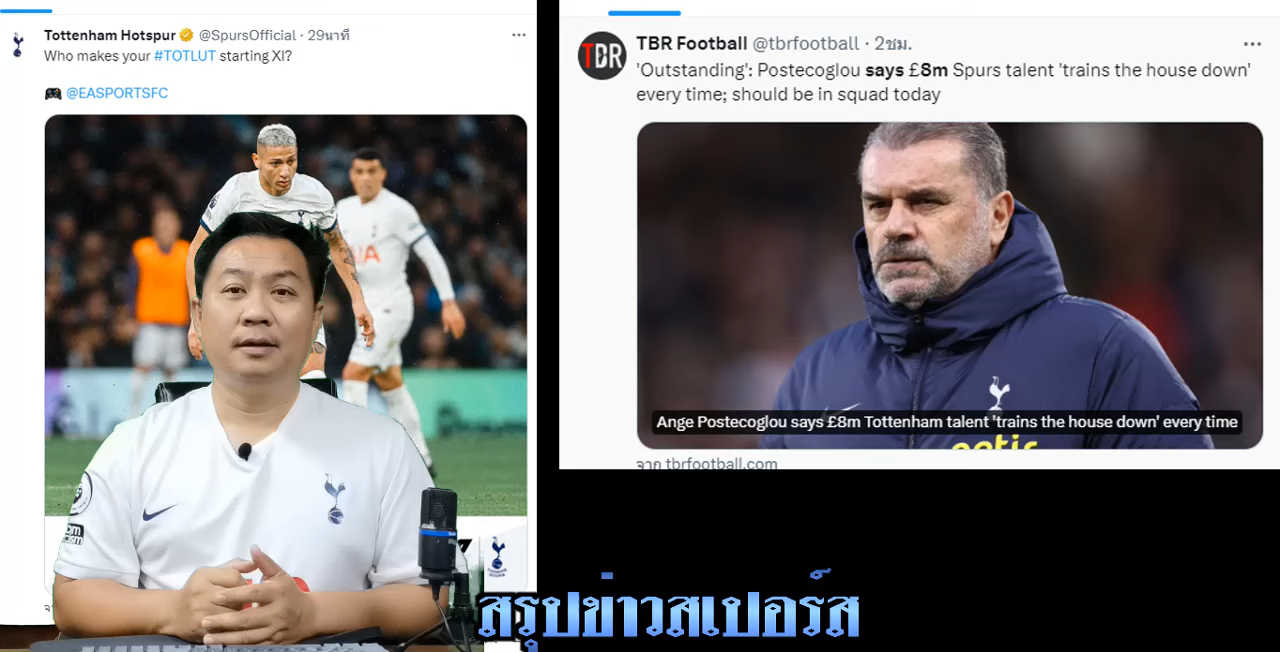 Tottenham Hotspur @SpursOfficial · 29นาที
Who makes your #TOTLUT starting XI?
@EASPORTSFC
TBR Football @tbrfootball · 2ชม.
'Outstanding': Postecoglou says £8m Spurs talent 'trains the house down'
every time; should be in squad today
TBR
Ange Postecoglou says £8m Tottenham talent 'trains the house down' every time
จาก tbrfootball.com
สรุปข่าวสเปอร์ส